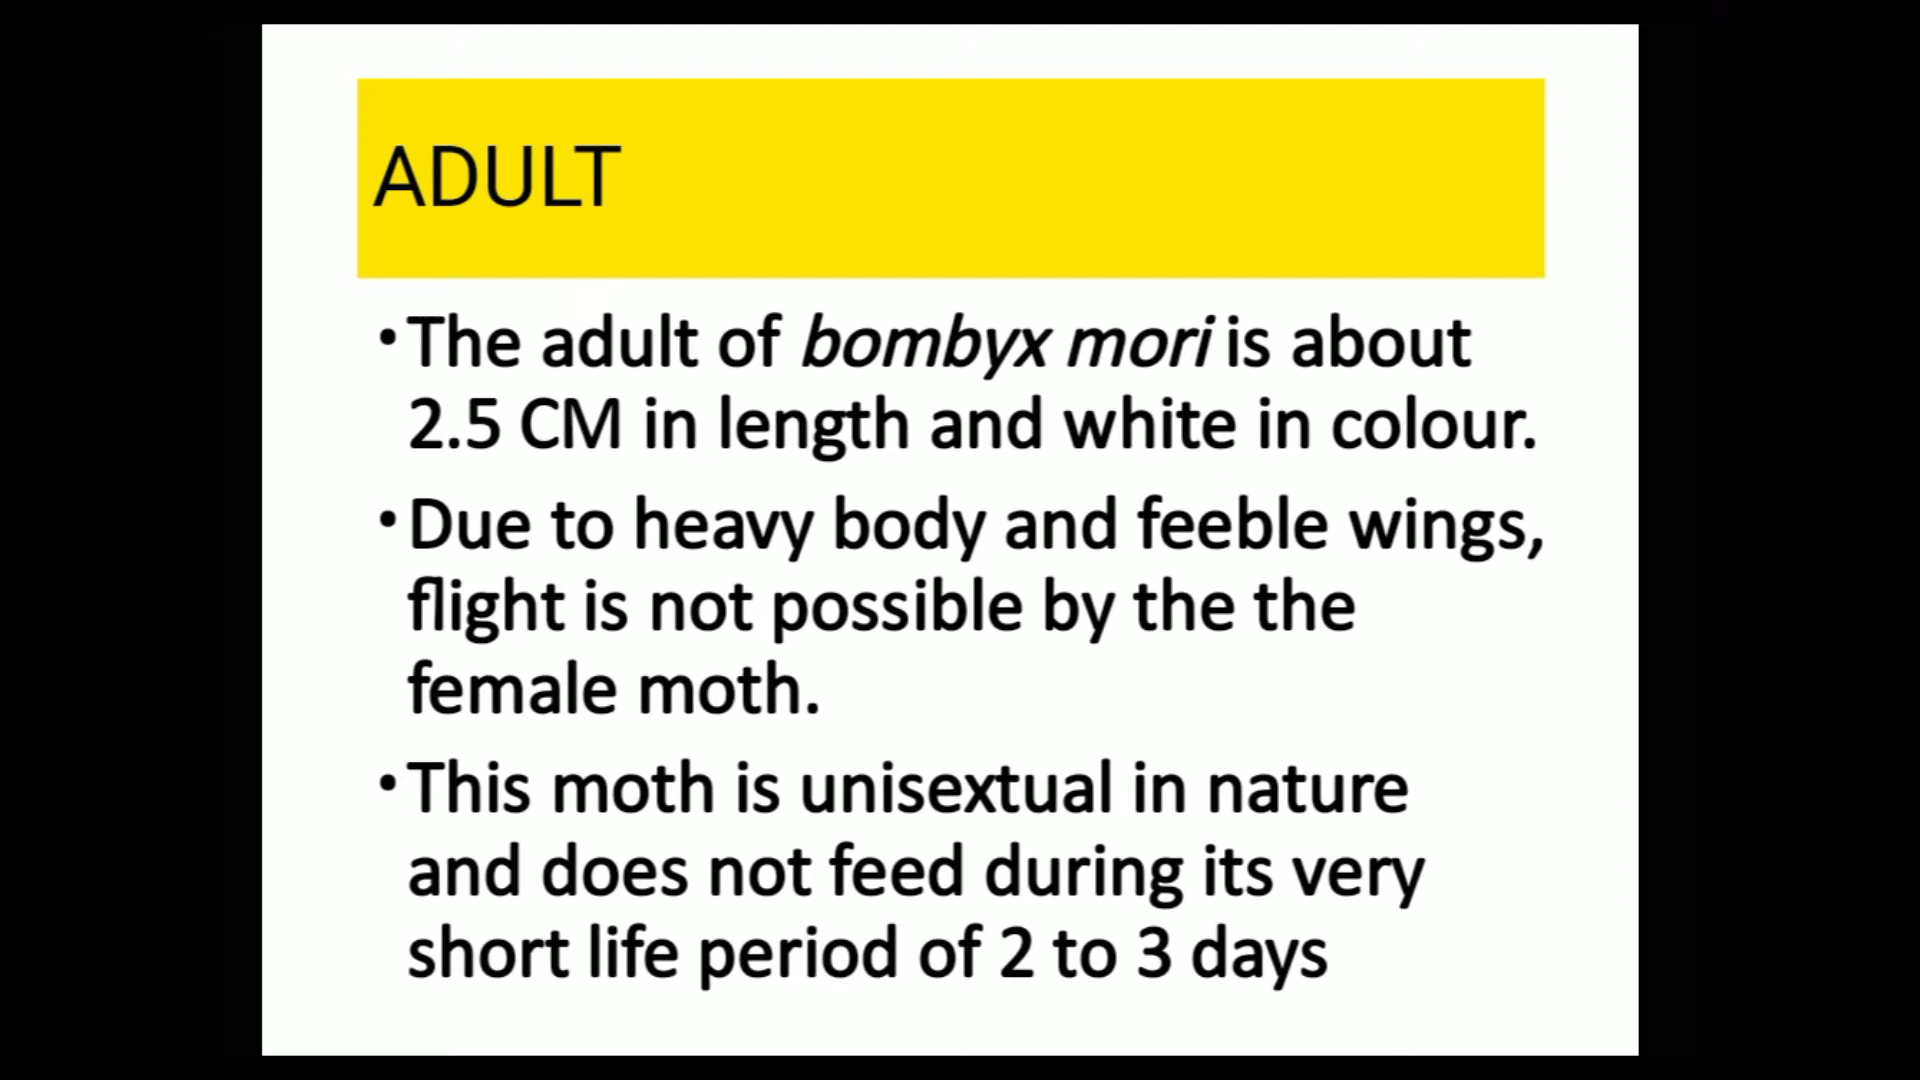 ADULT
•The adult of bombyx mori is about
2.5 CM in length and white in colour.
•Due to heavy body and feeble wings,
flight is not possible by the the
female moth.
•This moth is unisextual in nature
and does not feed during its very
short life period of 2 to 3 days